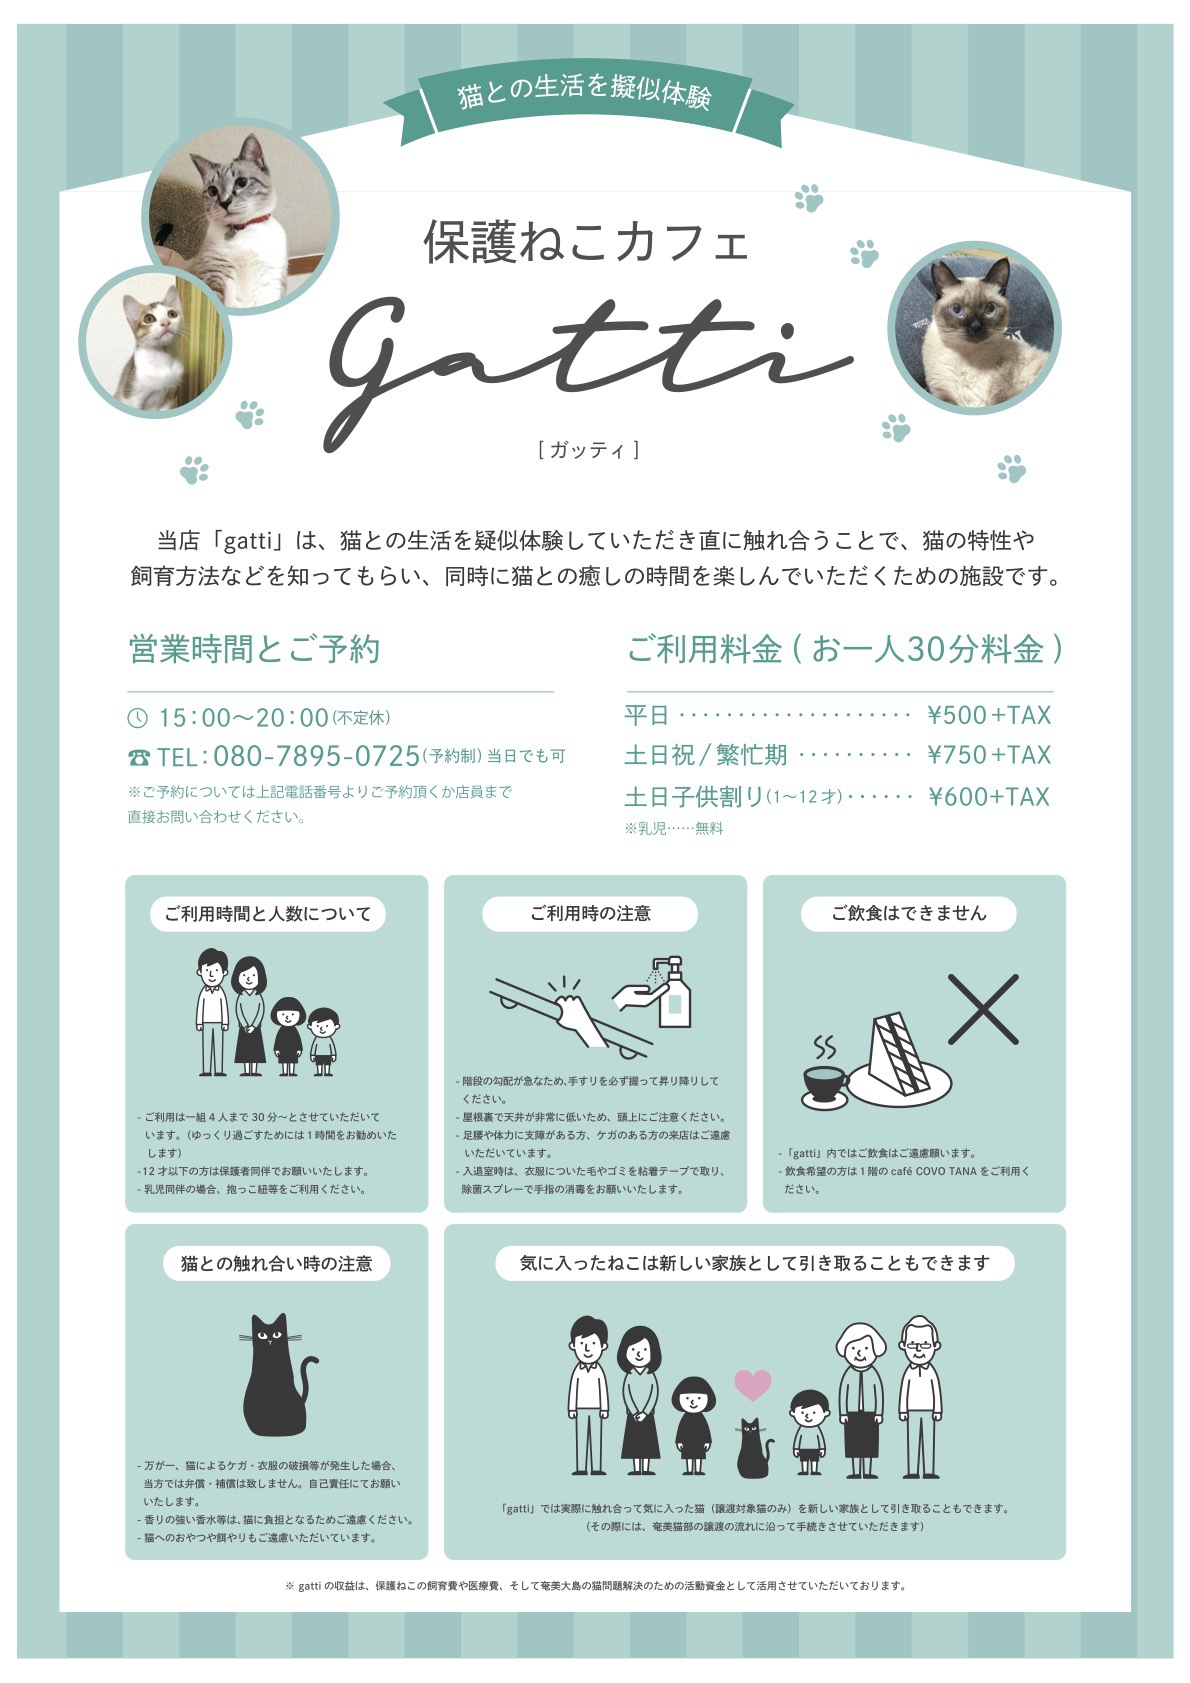 猫との生活を擬似体験
保護ねこカフェ
gatti
[ ガッティ ]
当店「gatti」は、猫との生活を疑似体験していただき直に触れ合うことで、猫の特性や
飼育方法などを知ってもらい、同時に猫との癒しの時間を楽しんでいただくための施設です。
営業時間とご予約
15：00～20：00(不定休)
TEL：080-7895-0725(予約制) 当日でも可
※ご予約については上記電話番号よりご予約頂くか店員まで
直接お問い合わせください。
ご利用料金 ( お一人30分料金 )
平日 ···················· ¥500+TAX
土日祝 / 繁忙期 ·········· ¥750+TAX
土日子供割り(1～12 才)······ ¥600+TAX
※乳児……無料
ご利用時間と人数について
- ご利用は一組 4 人まで 30 分～とさせていただいて
います。（ゆっくり過ごすためには 1 時間をお勧めいた
します）
-12 才以下の方は保護者同伴でお願いいたします。
- 乳児同伴の場合、抱っこ紐等をご利用ください。
ご利用時の注意
- 階段の勾配が急なため、手すりを必ず握って昇り降りして
ください。
- 屋根裏で天井が非常に低いため、頭上にご注意ください。
- 足腰や体力に支障がある方、ケガのある方の来店はご遠慮
いただいています。
- 入退室時は、衣服についた毛やゴミを粘着テープで取り、
除菌スプレーで手指の消毒をお願いいたします。
ご飲食はできません
-「gatti」内ではご飲食はご遠慮願います。
- 飲食希望の方は 1 階の café COVO TANA をご利用く
ださい。
猫との触れ合い時の注意
- 万が一、猫によるケガ・衣服の破損等が発生した場合、
当方では弁償・補償は致しません。自己責任にてお願い
いたします。
- 香りの強い香水等は、猫に負担となるためご遠慮ください。
- 猫へのおやつや餌やりもご遠慮いただいています。
気に入ったねこは新しい家族として引き取ることもできます
「gatti」では実際に触れ合って気に入った猫（譲渡対象猫のみ）を新しい家族として引き取ることもできます。
（その際には、奄美猫部の譲渡の流れに沿って手続きさせていただきます）
※ gatti の収益は、保護ねこの飼育費や医療費、そして奄美大島の猫問題解決のための活動資金として活用させていただいております。